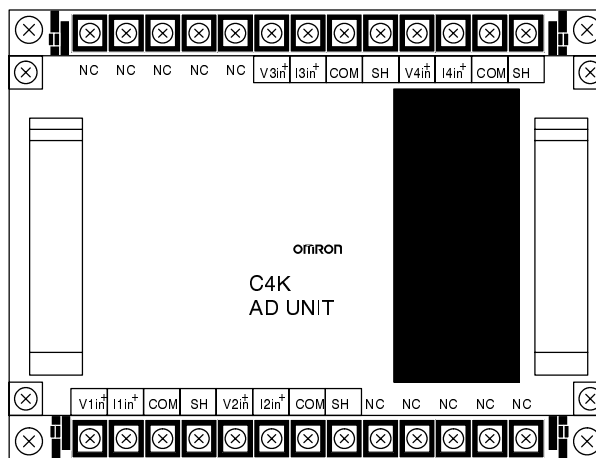 NC NC NC NC NC V3in+ I3in+ COM SH V4in+ I4in+ COM SH
OMRON
C4K
AD UNIT
V1in+ I1in+ COM SH V2in+ I2in+ COM SH NC NC NC NC NC